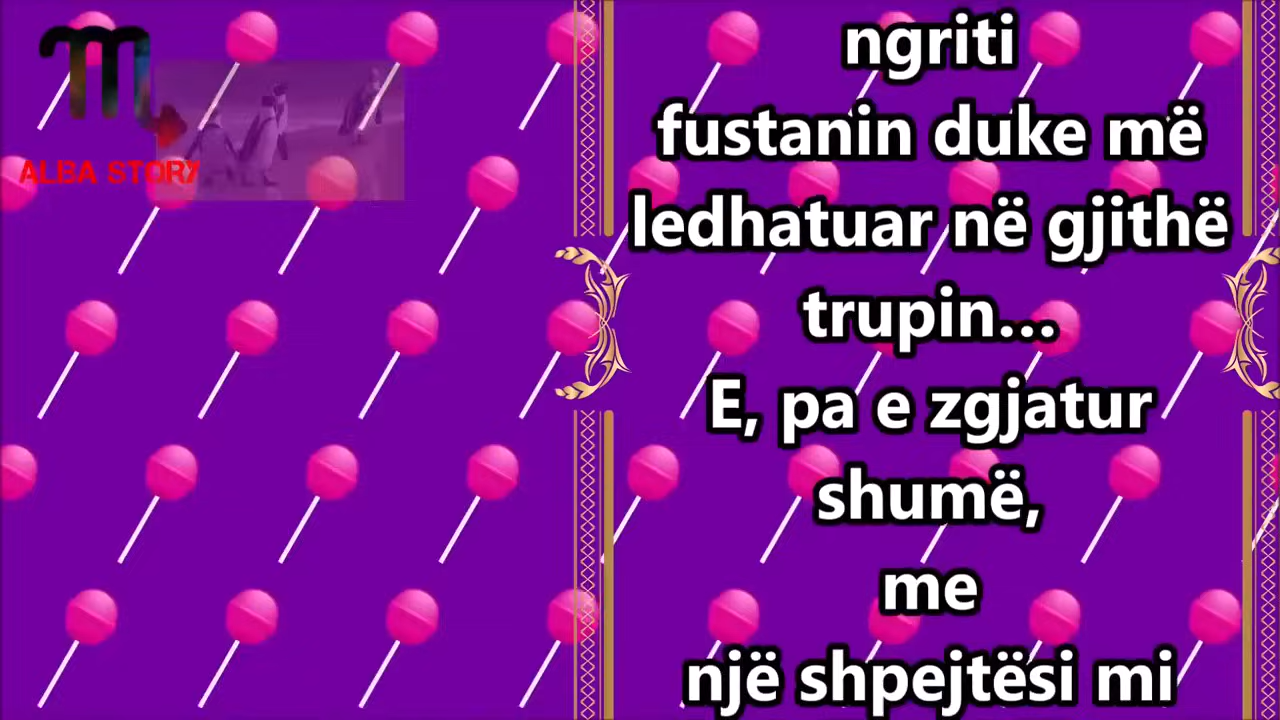 ALBA STORY
ngriti
fustanin duke më
ledhatuar në gjithë
trupin...
E, pa e zgjatur
shumë,
me
një shpejtësi mi